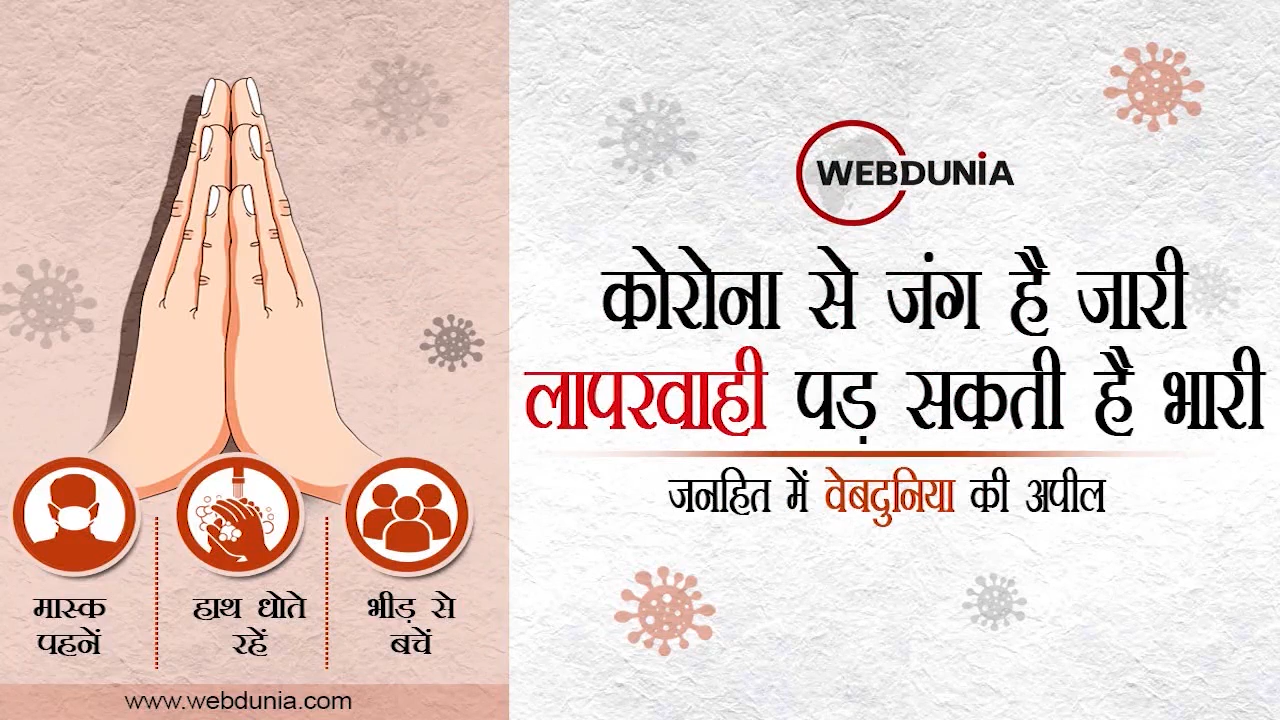 WEBDUNIA
कोरोना से जंग है जारी
लापरवाही पड़ सकती है भारी
जनहित में वेबदुनिया की अपील
मास्क
पहनें
हाथ धोते
रहें
भीड़ से
बचें
www.webdunia.com